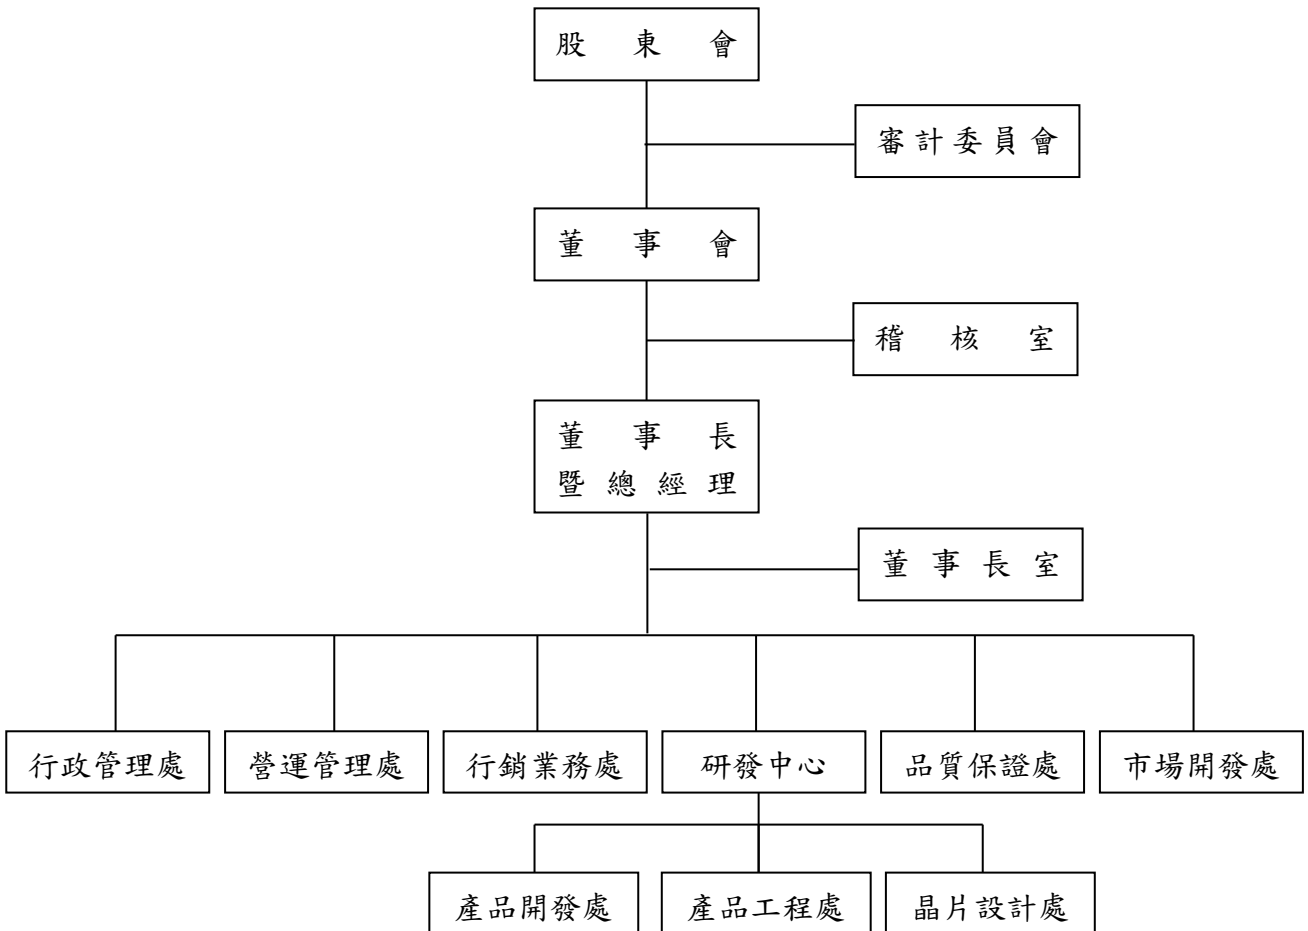 股東會
審計委員會
董事會
稽核室
董事長
暨總經理
董事長室
行政管理處
營運管理處
行銷業務處
研發中心
品質保證處
市場開發處
產品開發處
產品工程處
晶片設計處